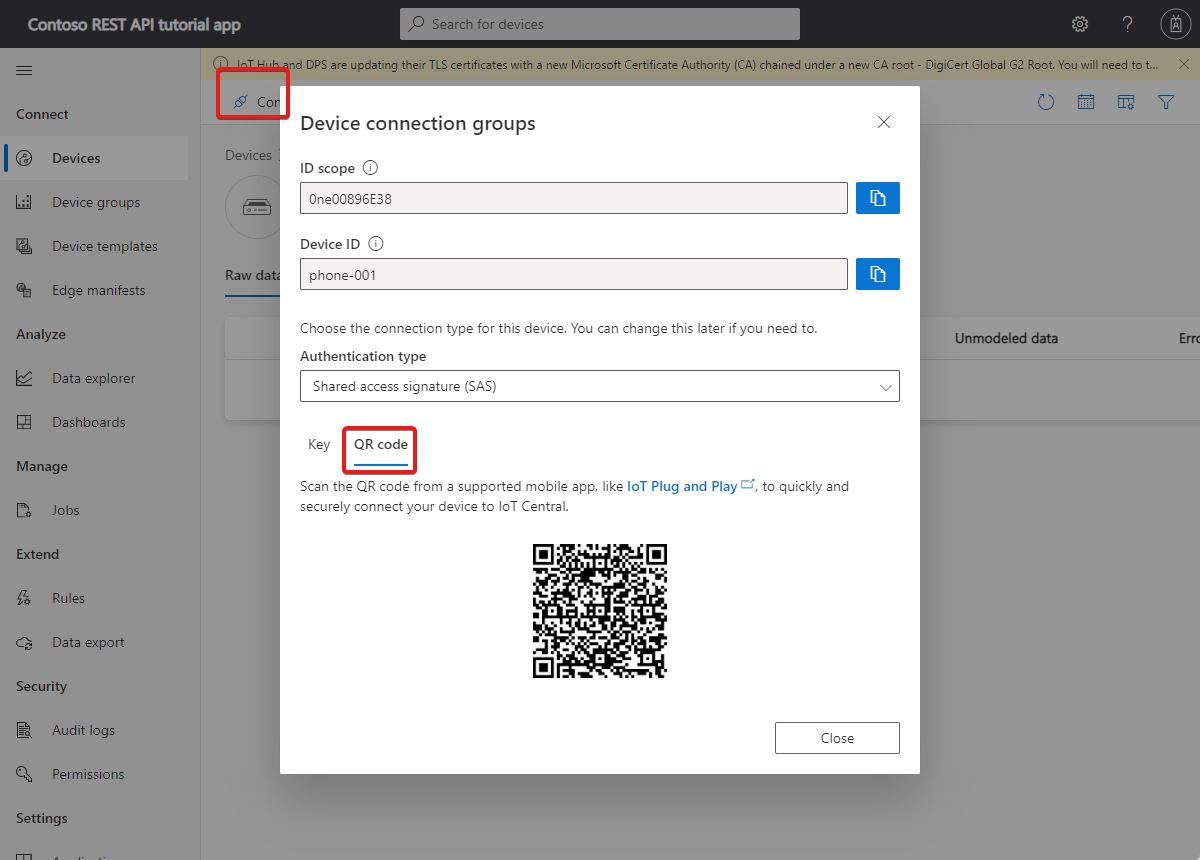 Contoso REST API tutorial app
Search for devices
IoT Hub and DPS are updating their TLS certificates with a new Microsoft Certificate Authority (CA) chained under a new CA root - DigiCert Global G2 Root. You will need to t...
Connect
Devices
Device groups
Device templates
Edge manifests
Analyze
Data explorer
Dashboards
Manage
Jobs
Extend
Rules
Data export
Security
Audit logs
Permissions
Settings
Con
Devices
Raw data
Unmodeled data
Erro
Device connection groups
ID scope
0ne00896E38
Device ID
phone-001
Choose the connection type for this device. You can change this later if you need to.
Authentication type
Shared access signature (SAS)
Key
QR code
Scan the QR code from a supported mobile app, like IoT Plug and Play, to quickly and
securely connect your device to IoT Central.
Close